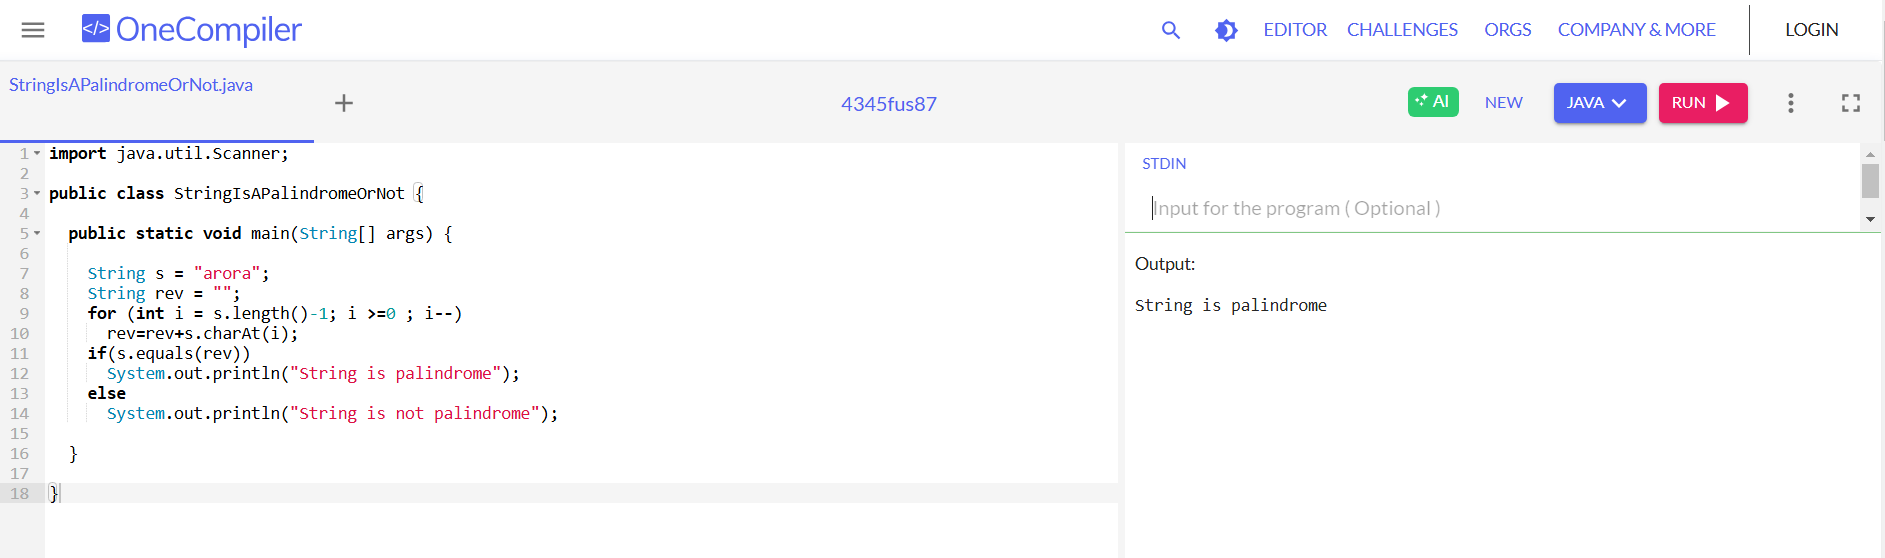 </> OneCompiler
EDITOR CHALLENGES ORGS COMPANY & MORE LOGIN
StringIsAPalindromeOrNot.java
4345fus87
AI NEW JAVA RUN
1 import java.util.Scanner;
2
3 public class StringIsAPalindromeOrNot {
4
5 public static void main(String[] args) {
6
7 String s = "arora";
8 String rev = "";
9 for (int i = s.length()-1; i >=0 ; i--)
10 rev=rev+s.charAt(i);
11 if(s.equals(rev))
12 System.out.println("String is palindrome");
13 else
14 System.out.println("String is not palindrome");
15
16 }
17
18 }
STDIN
Input for the program ( Optional )
Output:
String is palindrome